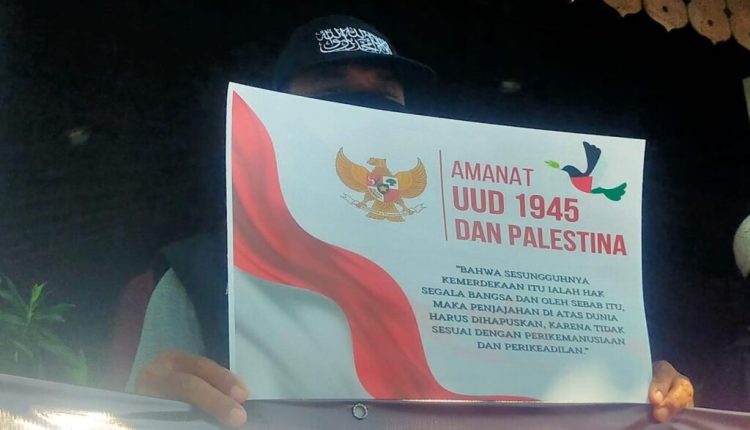 AMANAT
UUD 1945
DAN PALESTINA
"BAHWA SESUNGGUHNYA
KEMERDEKAAN ITU IALAH HAK
SEGALA BANGSA DAN OLEH SEBAB ITU,
MAKA PENJAJAHAN DI ATAS DUNIA
HARUS DIHAPUSKAN, KARENA TIDAK
SESUAI DENGAN PERIKEMANUSIAAN
DAN PERIKEADILAN."